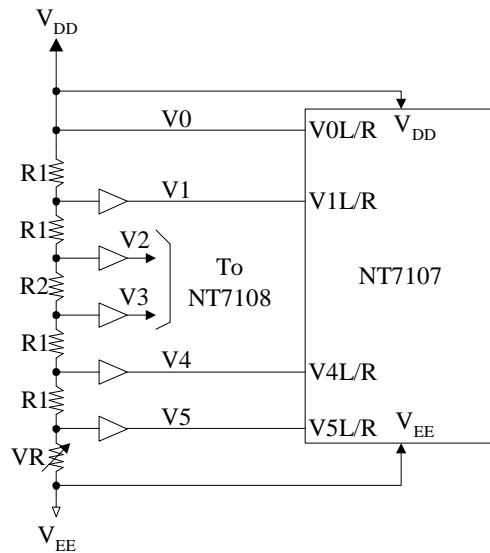 VDD
V0
V0L/R
VDD
R1
V1
V1L/R
R1
V2
To
NT7108
NT7107
R2
V3
R1
V4
V4L/R
R1
V5
V5L/R
VEE
VR
VEE